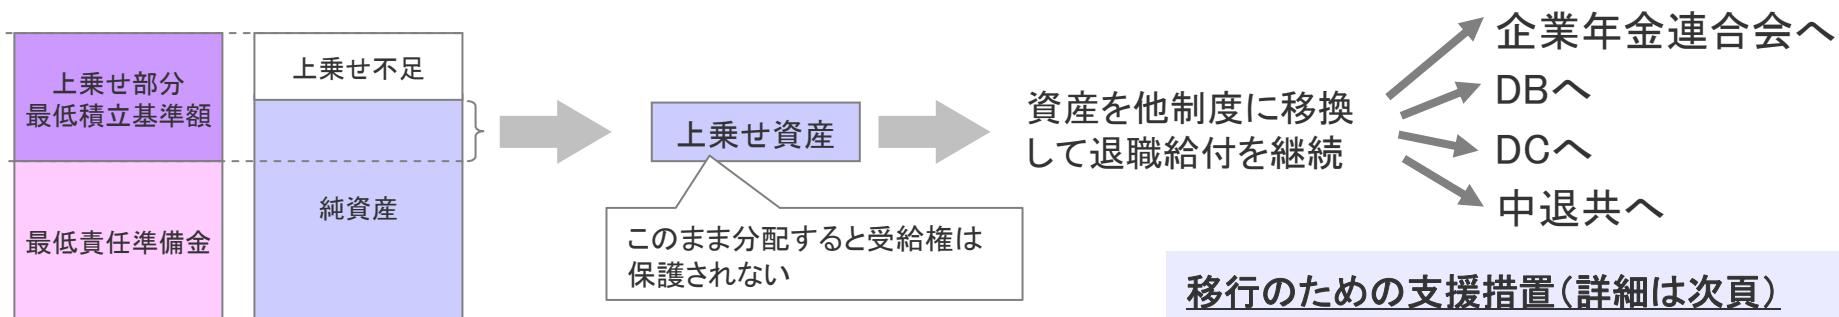 上乗せ部分
最低積立基準額
最低責任準備金
上乗せ不足
純資産
上乗せ資産
このまま分配すると受給権は
保護されない
資産を他制度に移換
して退職給付を継続
企業年金連合会へ
DBへ
DCへ
中退共へ
移行のための支援措置(詳細は次頁)